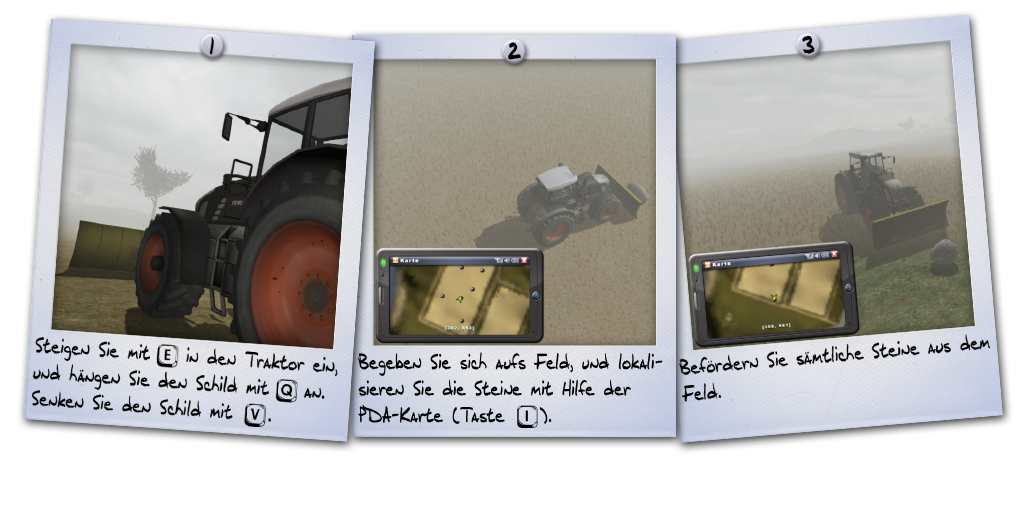 1
Steigen Sie mit E in den Traktor ein,
und hängen Sie den Schild mit Q an.
Senken Sie den Schild mit V.
2
Karte
Begeben Sie sich aufs Feld, und lokali-
sieren Sie die Steine mit Hilfe der
PDA-Karte (Taste I).
3
Karte
Befördern Sie sämtliche Steine aus dem
Feld.